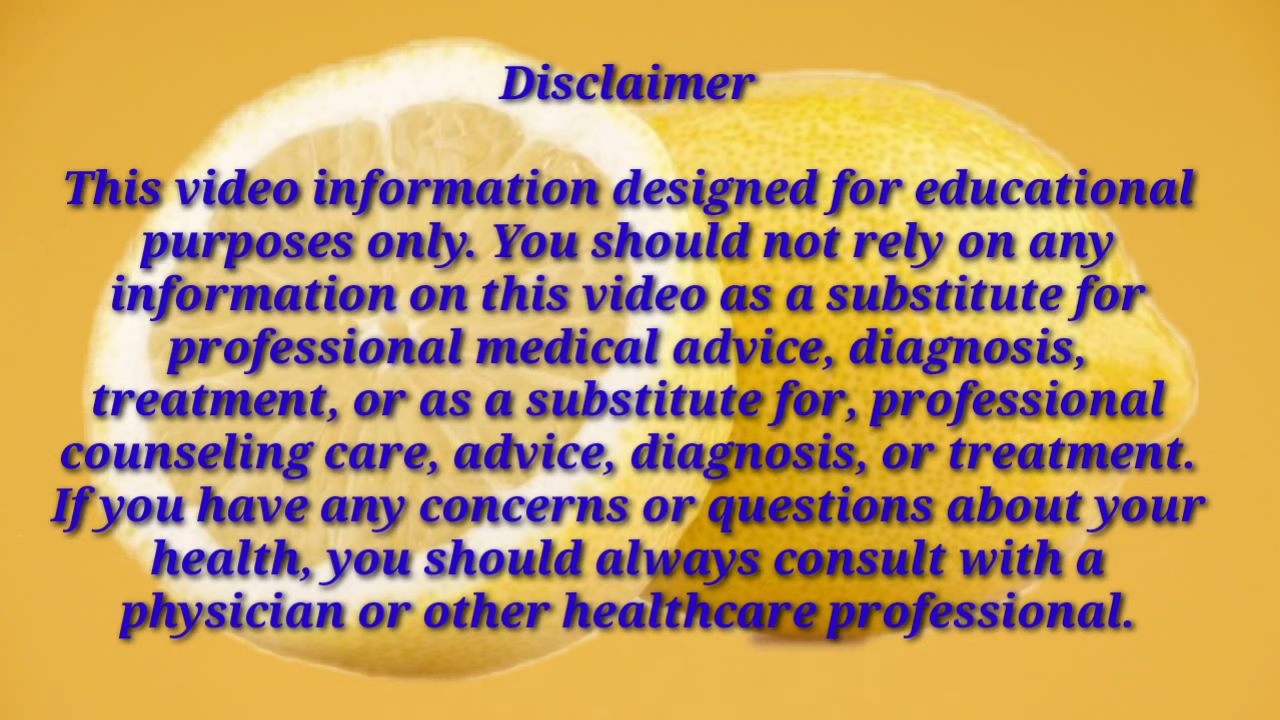 Disclaimer
This video information designed for educational
purposes only. You should not rely on any
information on this video as a substitute for
professional medical advice, diagnosis,
treatment, or as a substitute for, professional
counseling care, advice, diagnosis, or treatment.
If you have any concerns or questions about your
health, you should always consult with a
physician or other healthcare professional.